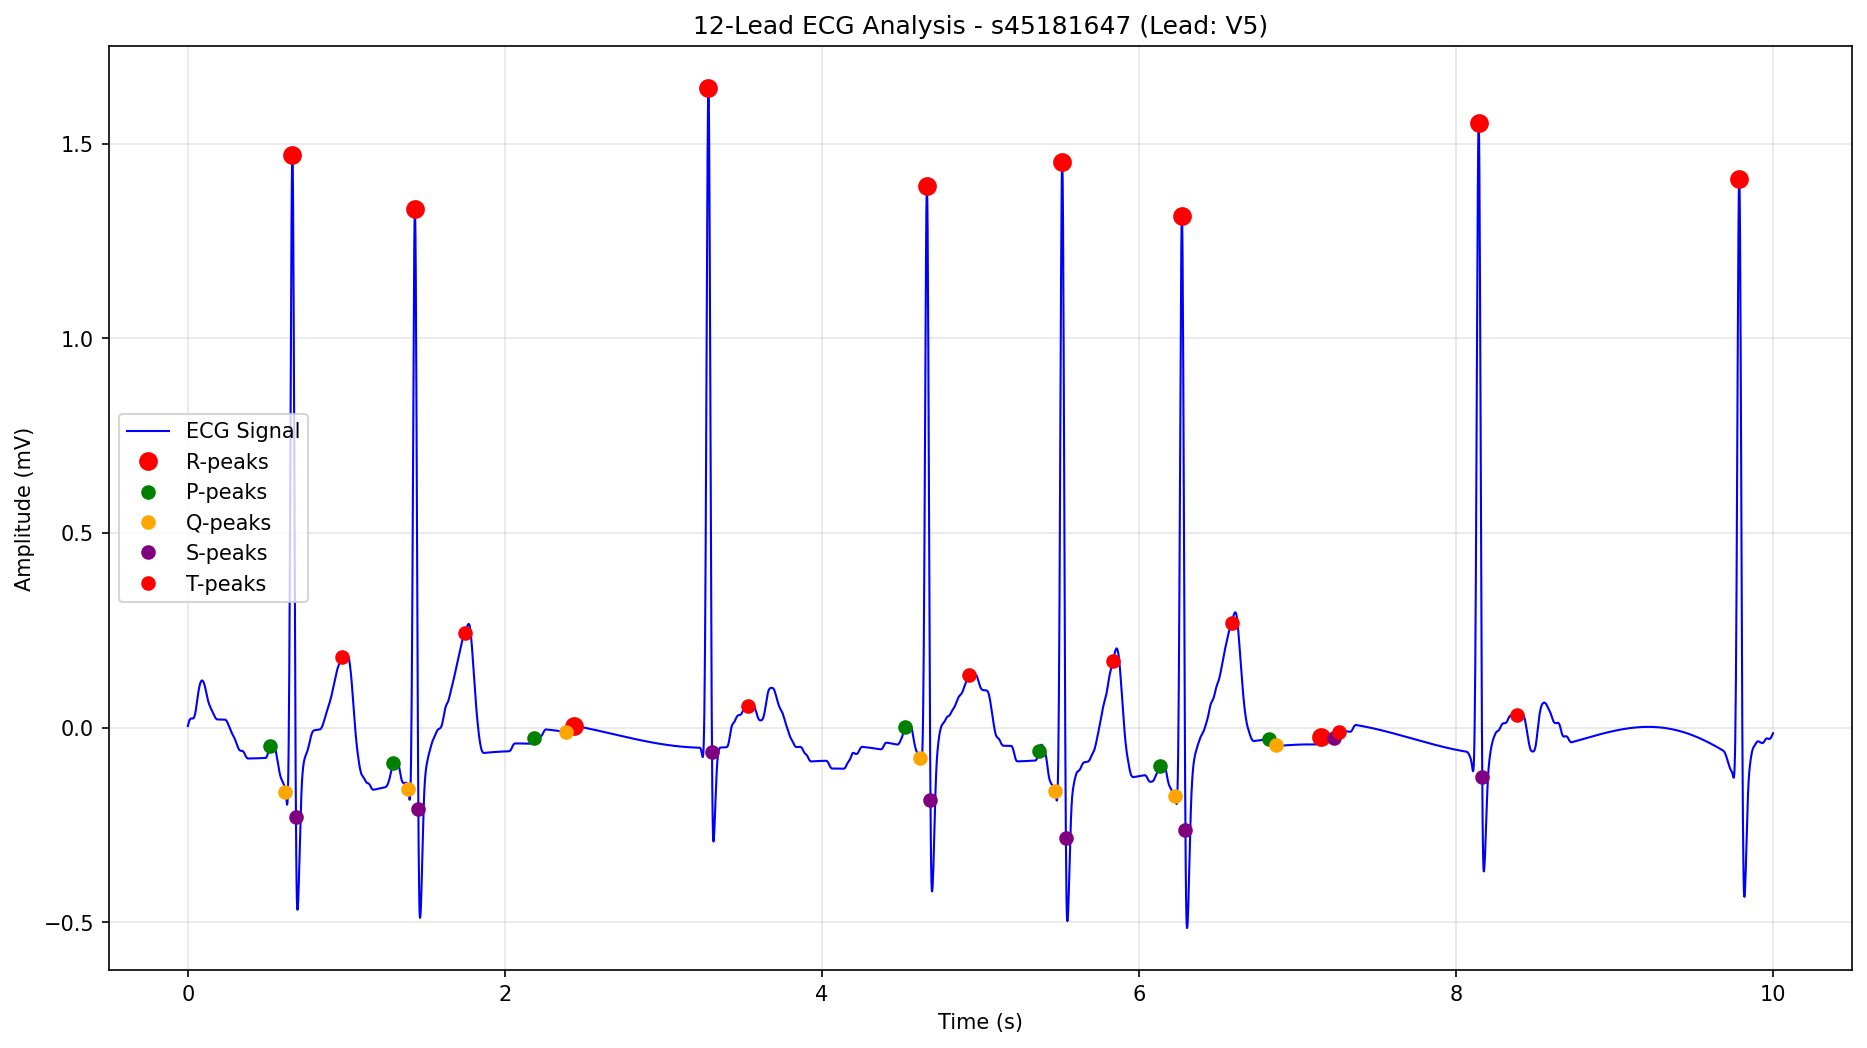 12-Lead ECG Analysis - s45181647 (Lead: V5)
Amplitude (mV)
1.5
1.0
0.5
0.0
−0.5
ECG Signal
R-peaks
P-peaks
Q-peaks
S-peaks
T-peaks
0 2 4 6 8 10
Time (s)